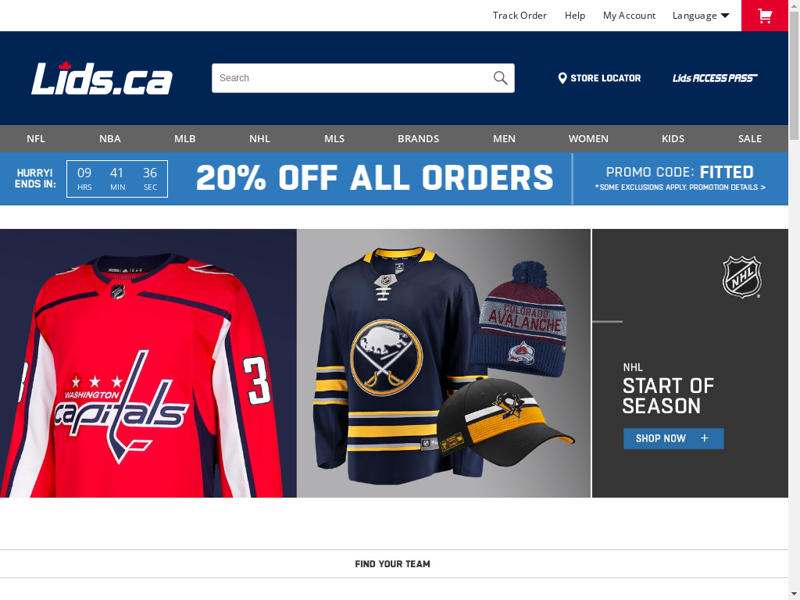 Track Order Help My Account Language
Lids.ca
Search
STORE LOCATOR
Lids ACCESS PASS
NFL NBA MLB NHL MLS BRANDS MEN WOMEN KIDS SALE
HURRY!
ENDS IN:
09 41 36
HRS MIN SEC
20% OFF ALL ORDERS
PROMO CODE: FITTED
*SOME EXCLUSIONS APPLY. PROMOTION DETAILS >
NHL
WASHINGTON
capitals
3
COLORADO
AVALANCHE
NHL
START OF
SEASON
SHOP NOW +
FIND YOUR TEAM